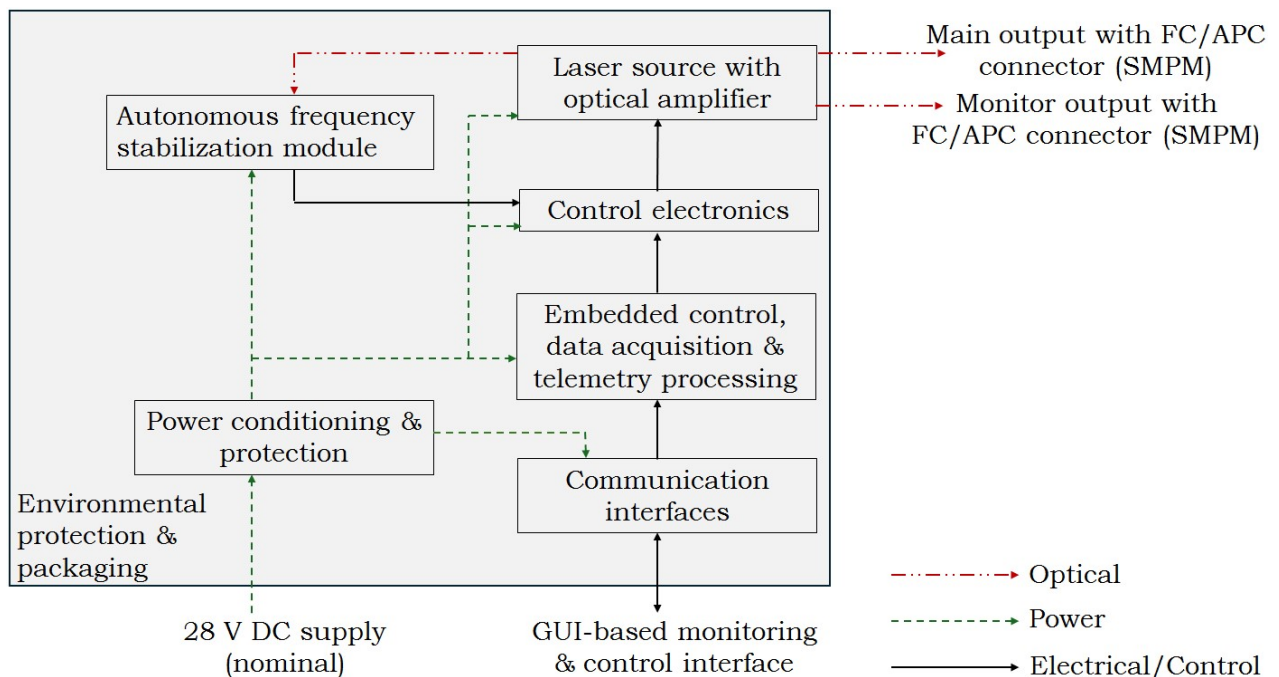 Laser source with
optical amplifier
Main output with FC/APC
connector (SMPM)
Monitor output with
FC/APC connector (SMPM)
Autonomous frequency
stabilization module
Control electronics
Embedded control,
data acquisition &
telemetry processing
Power conditioning &
protection
Communication
interfaces
Environmental
protection &
packaging
28 V DC supply
(nominal)
GUI-based monitoring
& control interface
Optical
Power
Electrical/Control